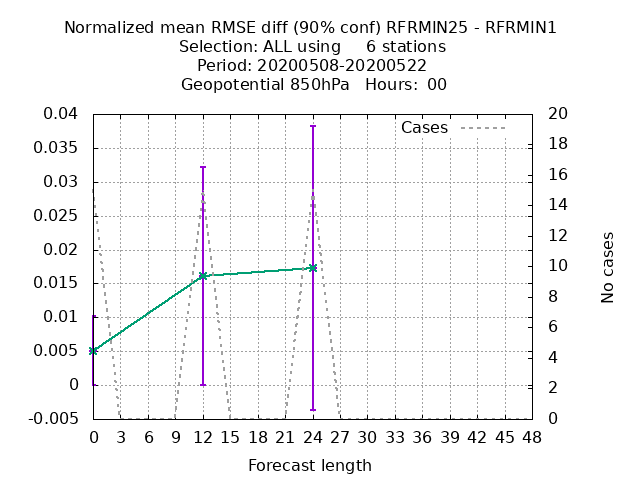 Normalized mean RMSE diff (90% conf) RFRMIN25 - RFRMIN1
Selection: ALL using     6 stations
Period: 20200508-20200522
Geopotential 850hPa   Hours:  00
Cases
0.04
0.035
0.03
0.025
0.02
0.015
0.01
0.005
0
-0.005
20
18
16
14
12
10
8
6
4
2
0
No cases
0 3 6 9 12 15 18 21 24 27 30 33 36 39 42 45 48
Forecast length